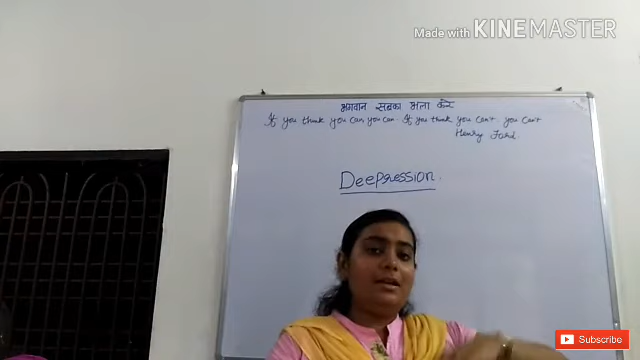 Made with KINEMASTER
भगवान सबका भला करे
If you think you can you can. If you think you can't you can't
Henry Ford.
Deepression.
Subscribe